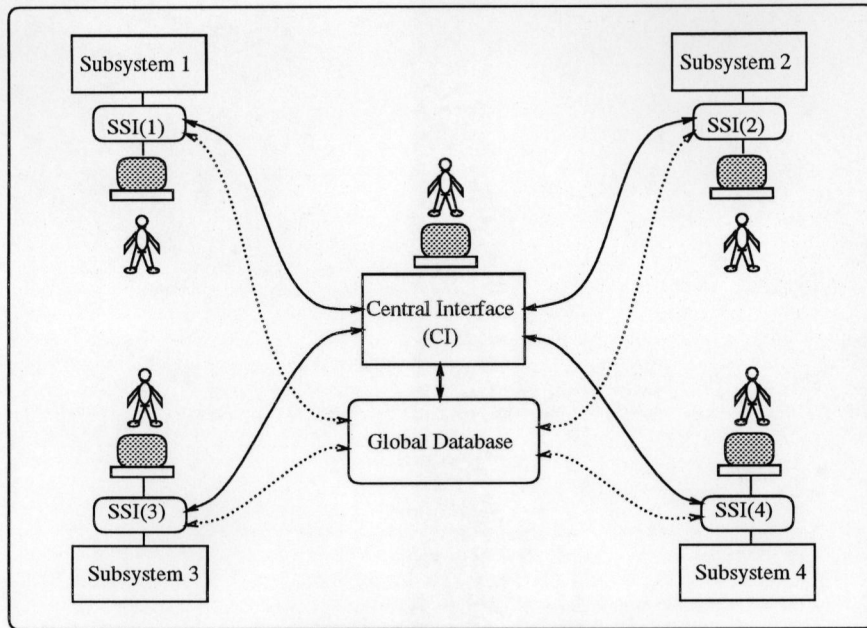 Subsystem 1
Subsystem 2
SSI(1)
SSI(2)
Central Interface
(CI)
Global Database
SSI(3)
SSI(4)
Subsystem 3
Subsystem 4